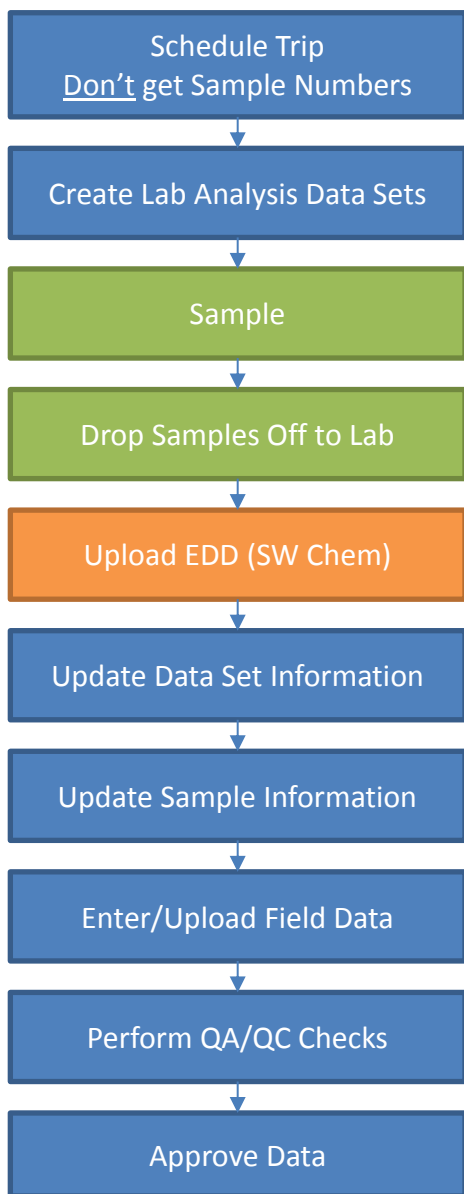 Schedule Trip
Don’t get Sample Numbers
Create Lab Analysis Data Sets
Sample
Drop Samples Off to Lab
Upload EDD (SW Chem)
Update Data Set Information
Update Sample Information
Enter/Upload Field Data
Perform QA/QC Checks
Approve Data